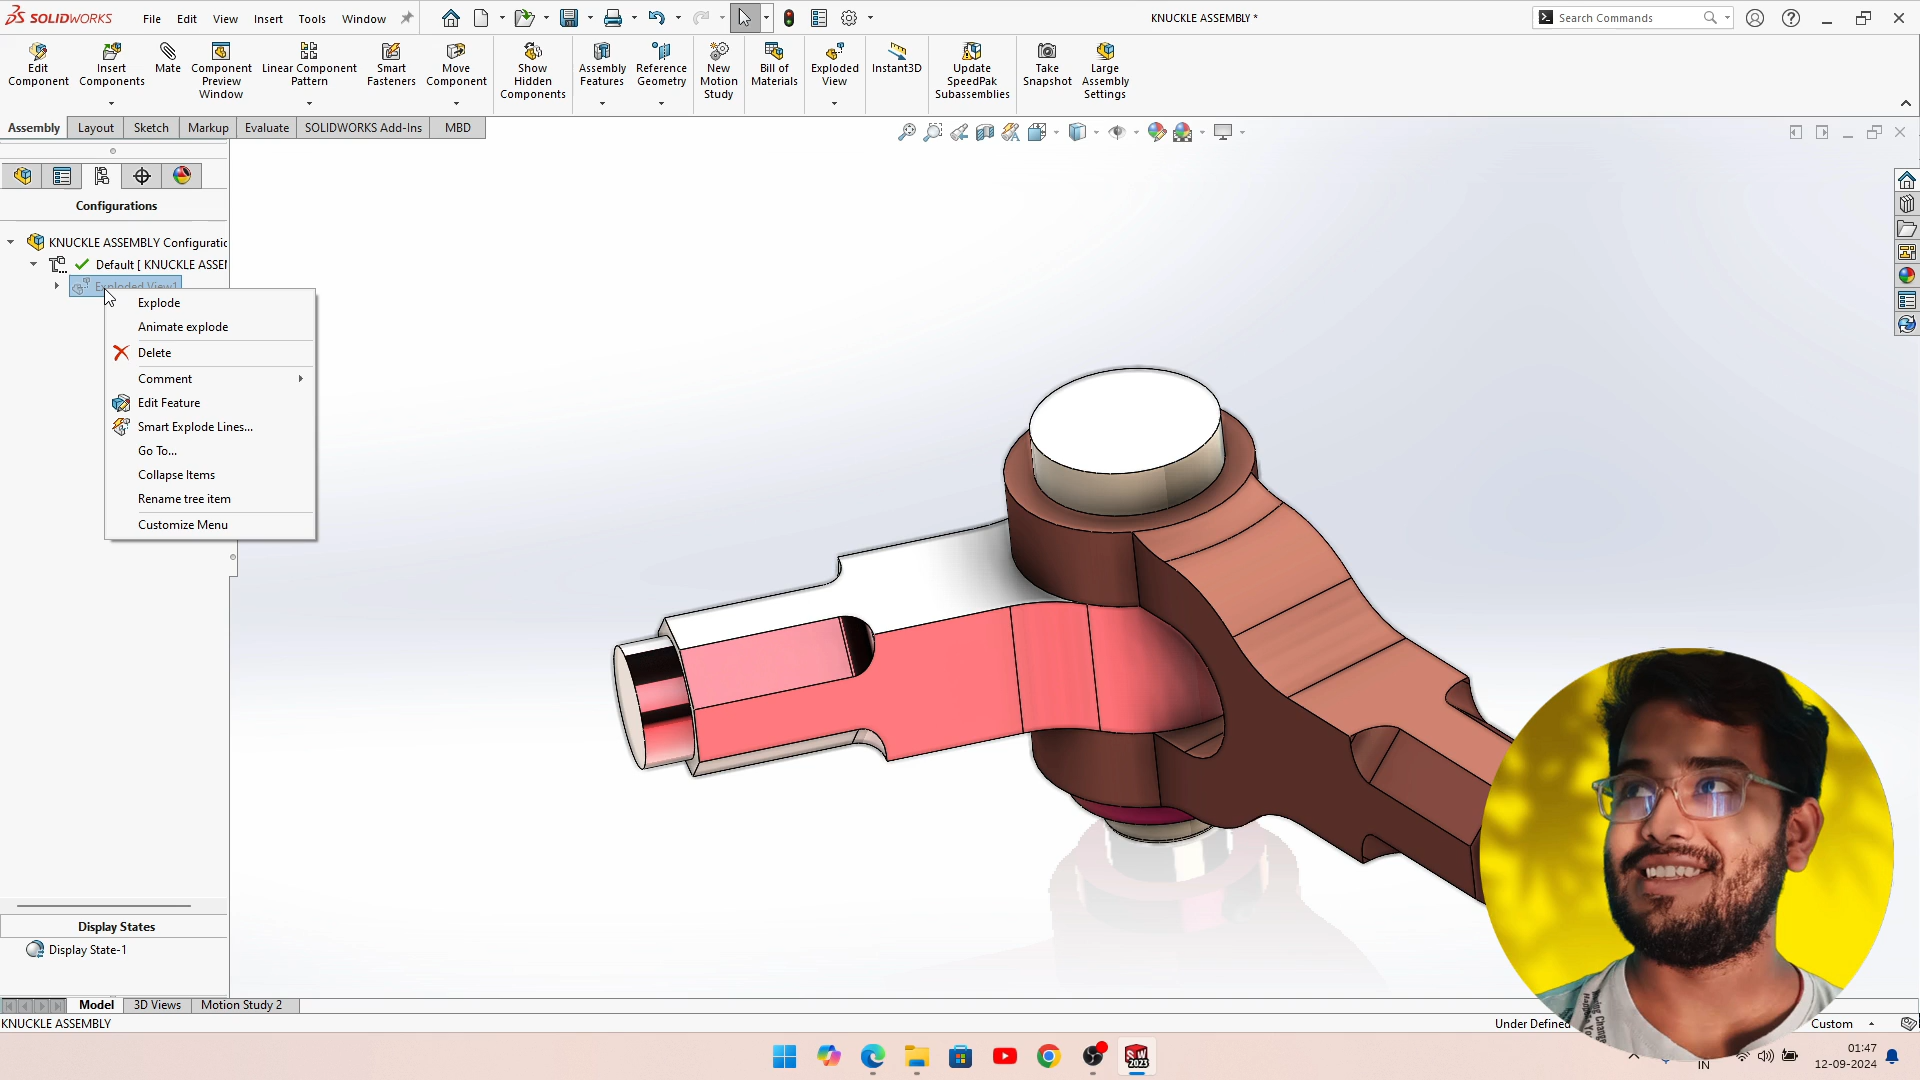 SOLIDWORKS
File
Edit
View
Insert
Tools
Window
KNUCKLE ASSEMBLY *
Search Commands
Edit
Component
Insert
Components
Mate
Component
Preview
Window
Linear Component
Pattern
Smart
Fasteners
Move
Component
Show
Hidden
Components
Assembly
Features
Reference
Geometry
New
Motion
Study
Bill of
Materials
Exploded
View
Instant3D
Update
SpeedPak
Subassemblies
Take
Snapshot
Large
Assembly
Settings
Assembly
Layout
Sketch
Markup
Evaluate
SOLIDWORKS Add-Ins
MBD
Configurations
KNUCKLE ASSEMBLY Configuratic
Default [ KNUCKLE ASSEI
Exploded View1
Explode
Animate explode
Delete
Comment
Edit Feature
Smart Explode Lines...
Go To...
Collapse Items
Rename tree item
Customize Menu
Display States
Display State-1
Model
3D Views
Motion Study 2
KNUCKLE ASSEMBLY
Under Defined
Custom
SW
2023
IN
01:47
12-09-2024